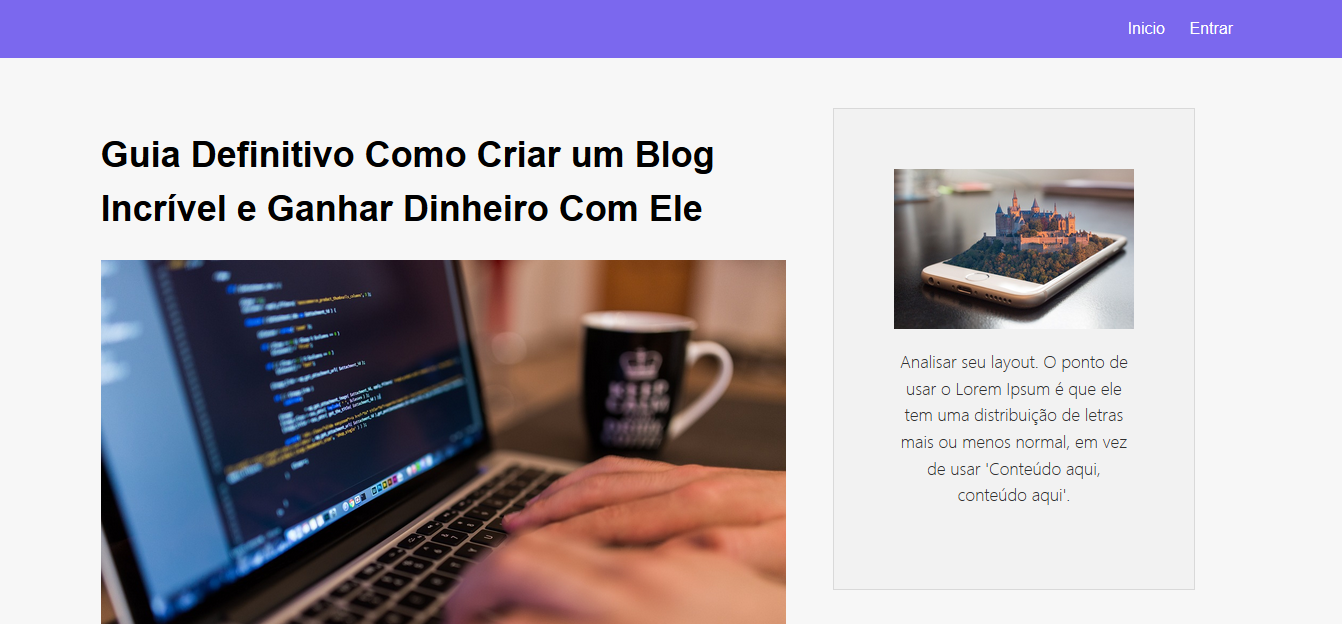 Inicio Entrar
Guia Definitivo Como Criar um Blog
Incrível e Ganhar Dinheiro Com Ele
KEEP
CALM
Analisar seu layout. O ponto de
usar o Lorem Ipsum é que ele
tem uma distribuição de letras
mais ou menos normal, em vez
de usar 'Conteúdo aqui,
conteúdo aqui'.